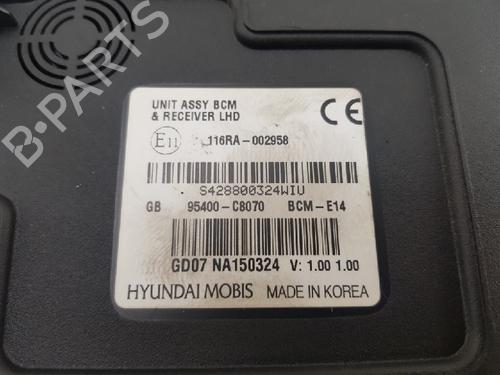 B-PARTS
UNIT ASSY BCM
& RECEIVER LHD
CE
E11
116RA-002958
S428800324WIU
GB 95400-C8070 BCM-E14
GD07 NA150324 V: 1.00 1.00
HYUNDAI MOBIS MADE IN KOREA